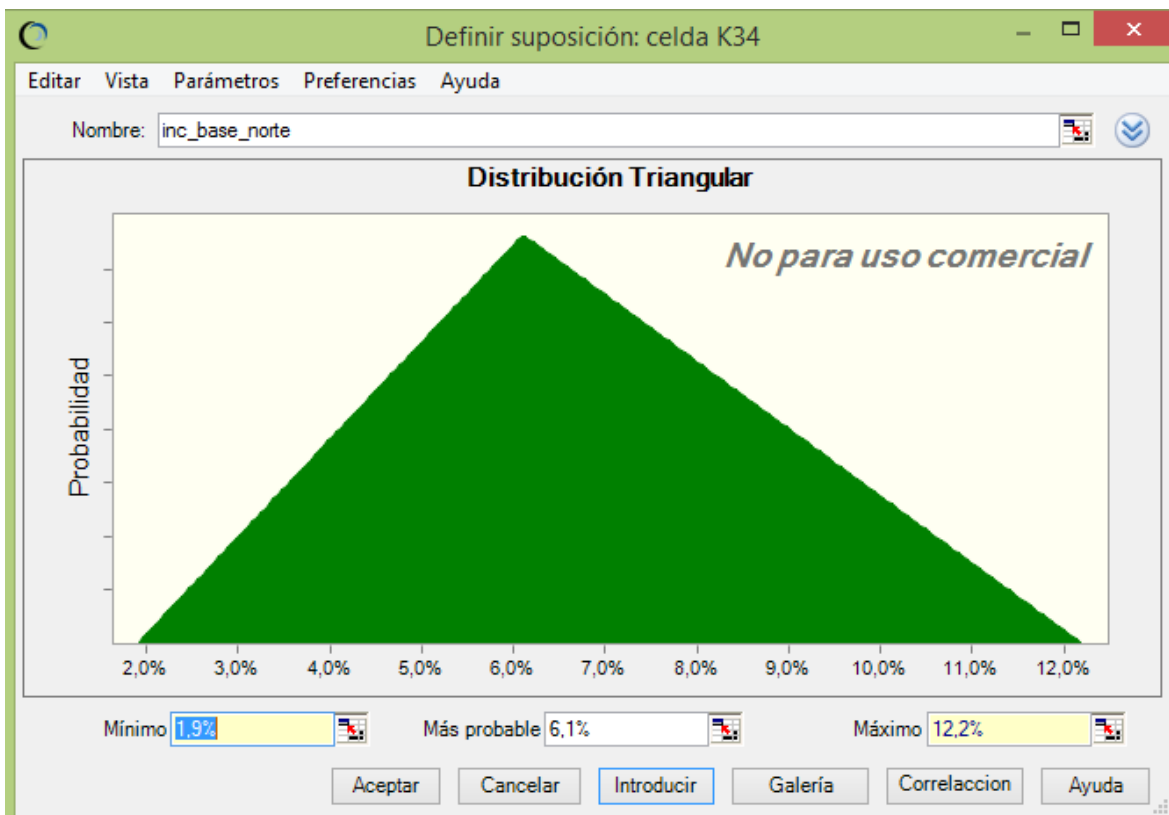 Definir suposición: celda K34
Editar Vista Parámetros Preferencias Ayuda
Nombre: inc_base_norte
Distribución Triangular
No para uso comercial
Probabilidad
2,0% 3,0% 4,0% 5,0% 6,0% 7,0% 8,0% 9,0% 10,0% 11,0% 12,0%
Mínimo 1,9% Más probable 6,1% Máximo 12,2%
Aceptar Cancelar Introducir Galería Correlaccion Ayuda